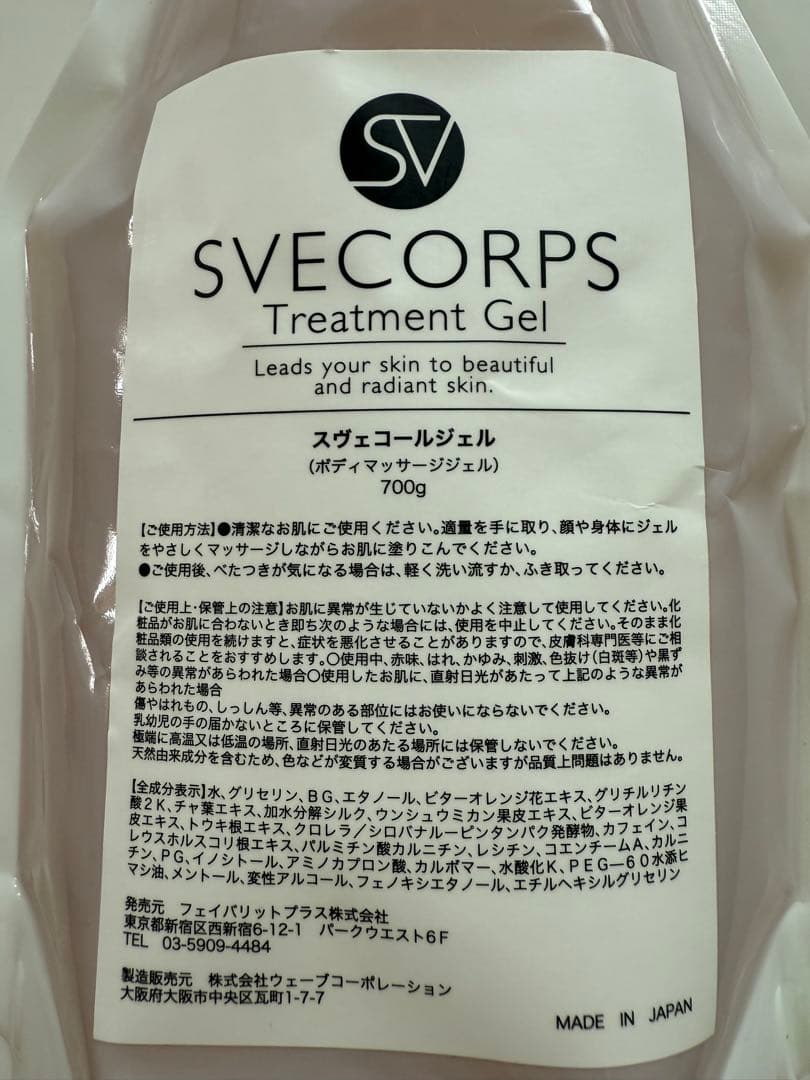 SV
SVECORPS
Treatment Gel
Leads your skin to beautiful
and radiant skin.
スヴェコールジェル
(ボディマッサージジェル)
700g
【ご使用方法】●清潔なお肌にご使用ください。適量を手に取り、顔や身体にジェル
をやさしくマッサージしながらお肌に塗りこんでください。
●ご使用後、べたつきが気になる場合は、軽く洗い流すか、ふき取ってください。
【ご使用上・保管上の注意】お肌に異常が生じていないかよく注意して使用してください。化
粧品がお肌に合わないとき即ち次のような場合には、使用を中止してください。そのまま化
粧品類の使用を続けますと、症状を悪化させることがありますので、皮膚科専門医等にご相
談されることをおすすめします。〇使用中、赤味、はれ、かゆみ、刺激、色抜け(白斑等)や黒ず
み等の異常があらわれた場合〇使用したお肌に、直射日光があたって上記のような異常が
あらわれた場合
傷やはれもの、しっしん等、異常のある部位にはお使いにならないでください。
乳幼児の手の届かないところに保管してください。
極端に高温又は低温の場所、直射日光のあたる場所には保管しないでください。
天然由来成分を含むため、色などが変質する場合がございますが品質上問題はありません。
【全成分表示】水、グリセリン、BG、エタノール、ビターオレンジ花エキス、グリチルリチン
酸2K、チャ葉エキス、加水分解シルク、ウンシュウミカン果皮エキス、ビターオレンジ果
皮エキス、トウキ根エキス、クロレラ/シロバナルーピンタンパク発酵物、カフェイン、コ
レウスホルスコリ根エキス、パルミチン酸カルニチン、レシチン、コエンチームA、カルニ
チン、PG、イノシトール、アミノカプロン酸、カルボマー、水酸化K、PEG―60水添ヒ
マシ油、メントール、変性アルコール、フェノキシエタノール、エチルヘキシルグリセリン
発売元 フェイバリットプラス株式会社
東京都新宿区西新宿6-12-1 パークウエスト6F
TEL 03-5909-4484
製造販売元 株式会社ウェーブコーポレーション
大阪府大阪市中央区瓦町1-7-7
MADE IN JAPAN